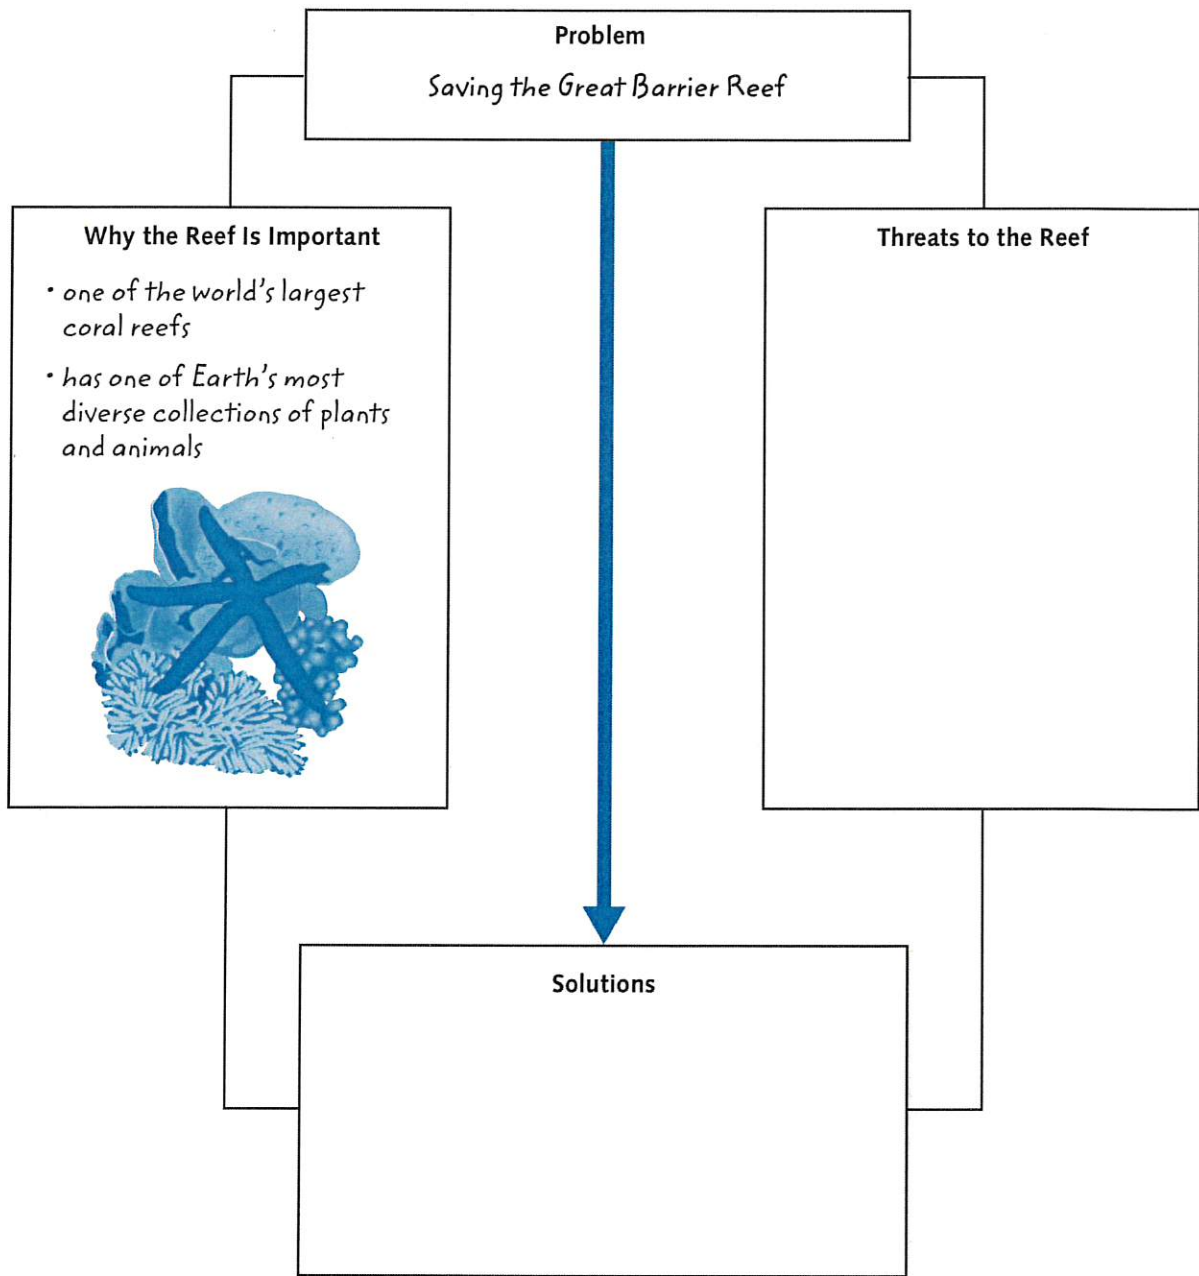 Problem
Saving the Great Barrier Reef
Why the Reef Is Important
• one of the world's largest
coral reefs
• has one of Earth's most
diverse collections of plants
and animals
Threats to the Reef
Solutions